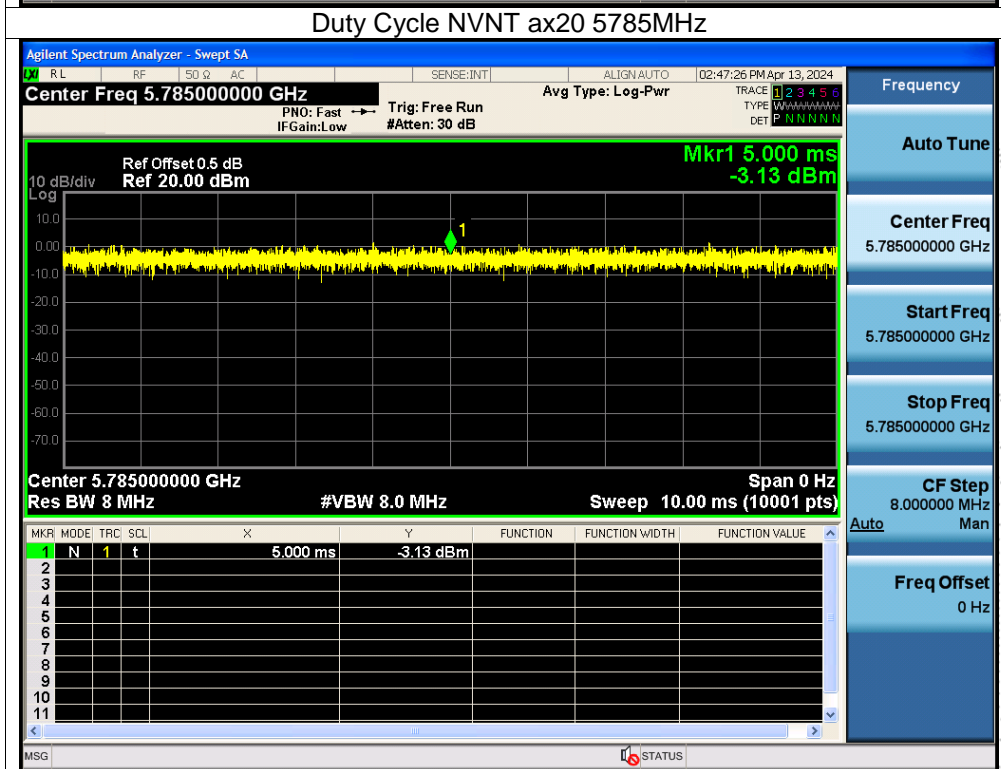 Duty Cycle NVNT ax20 5785MHz
Agilent Spectrum Analyzer - Swept SA
LXI RL RF 50 Ω AC SENSE:INT ALIGN AUTO 02:47:26 PM Apr 13, 2024
Center Freq 5.785000000 GHz
PNO: Fast
IFGain:Low
Trig: Free Run
#Atten: 30 dB
Avg Type: Log-Pwr
TRACE 1 2 3 4 5 6
TYPE WWWWWWW
DET P N N N N N
Mkr1 5.000 ms
-3.13 dBm
Ref Offset 0.5 dB
10 dB/div Ref 20.00 dBm
Log
10.0
0.00
-10.0
-20.0
-30.0
-40.0
-50.0
-60.0
-70.0
1
Center 5.785000000 GHz Span 0 Hz
Res BW 8 MHz #VBW 8.0 MHz Sweep 10.00 ms (10001 pts)
MKR MODE TRC SCL X Y FUNCTION FUNCTION WIDTH FUNCTION VALUE
1 N 1 t 5.000 ms -3.13 dBm
2
3
4
5
6
7
8
9
10
11
MSG STATUS
Frequency
Auto Tune
Center Freq
5.785000000 GHz
Start Freq
5.785000000 GHz
Stop Freq
5.785000000 GHz
CF Step
8.000000 MHz
Auto Man
Freq Offset
0 Hz